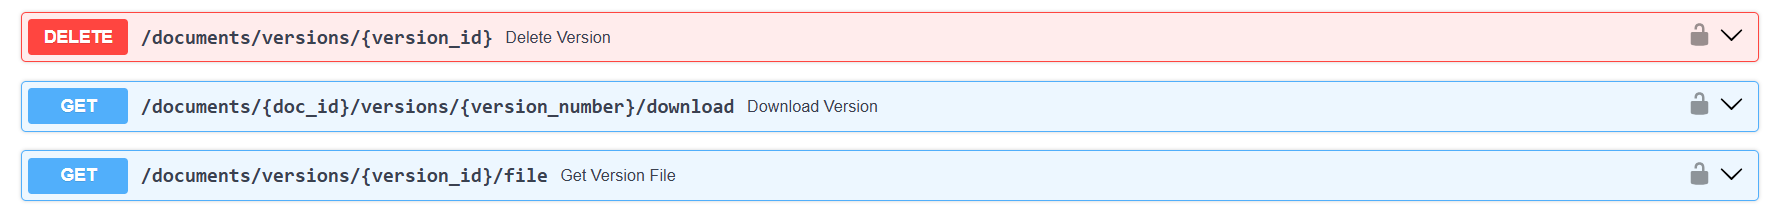 DELETE /documents/versions/{version_id} Delete Version
GET /documents/{doc_id}/versions/{version_number}/download Download Version
GET /documents/versions/{version_id}/file Get Version File